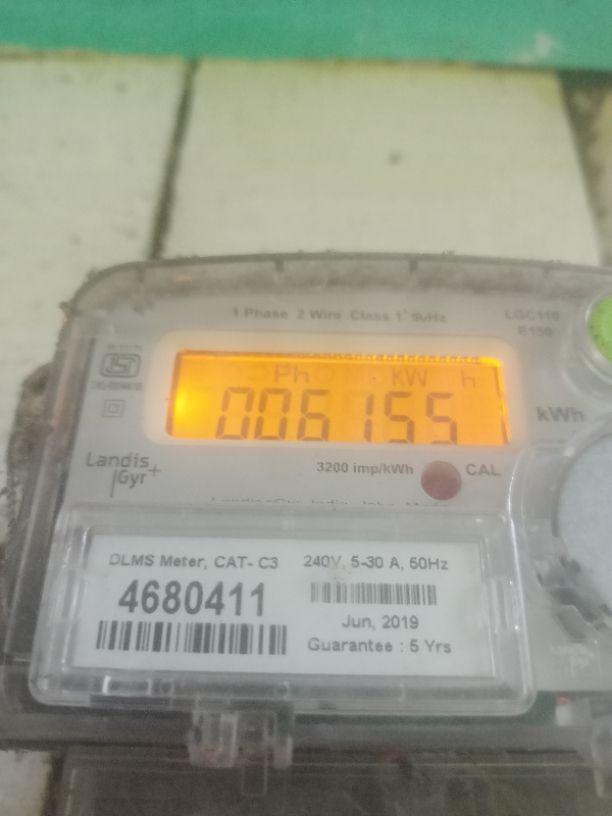 1 Phase 2 Wire Class 1 50Hz
LGC110
E150
Ph KW h
006155
kWh
Landis
Gyr+
3200 imp/kWh
CAL
DLMS Meter, CAT- C3
4680411
240V, 5-30 A, 50Hz
Jun, 2019
Guarantee : 5 Yrs